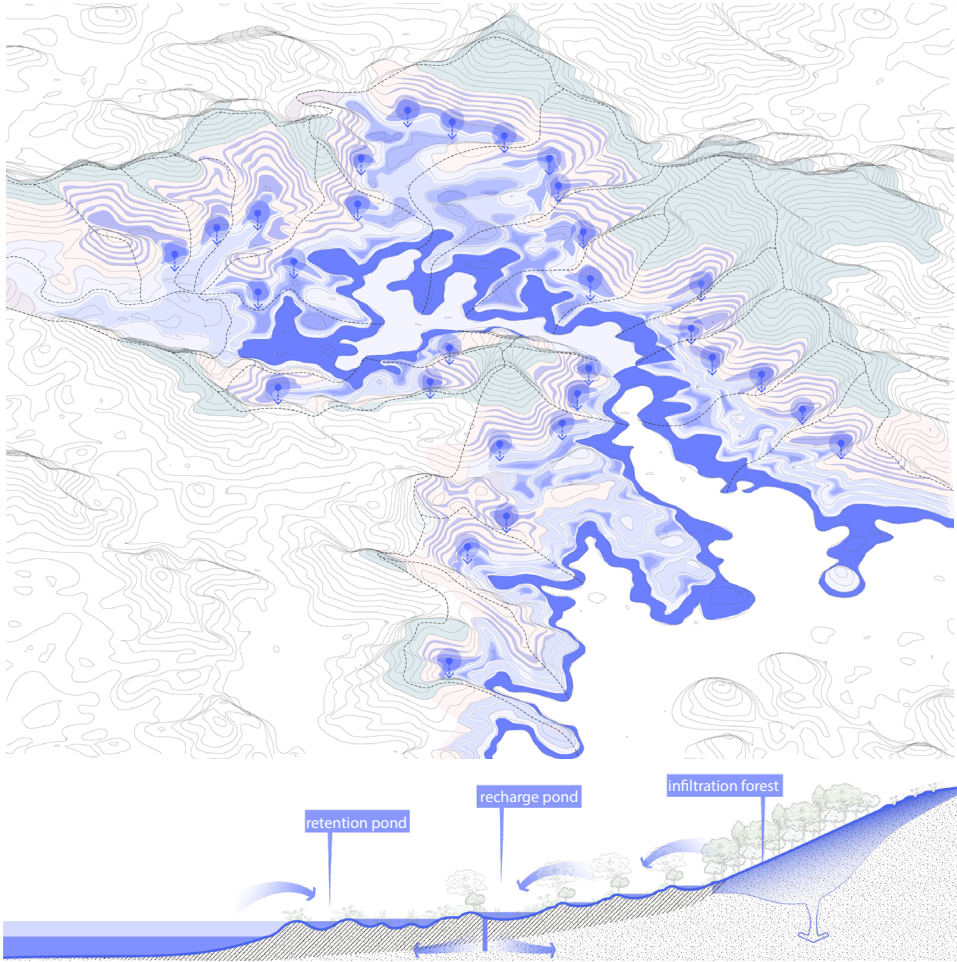 infiltration forest
recharge pond
retention pond